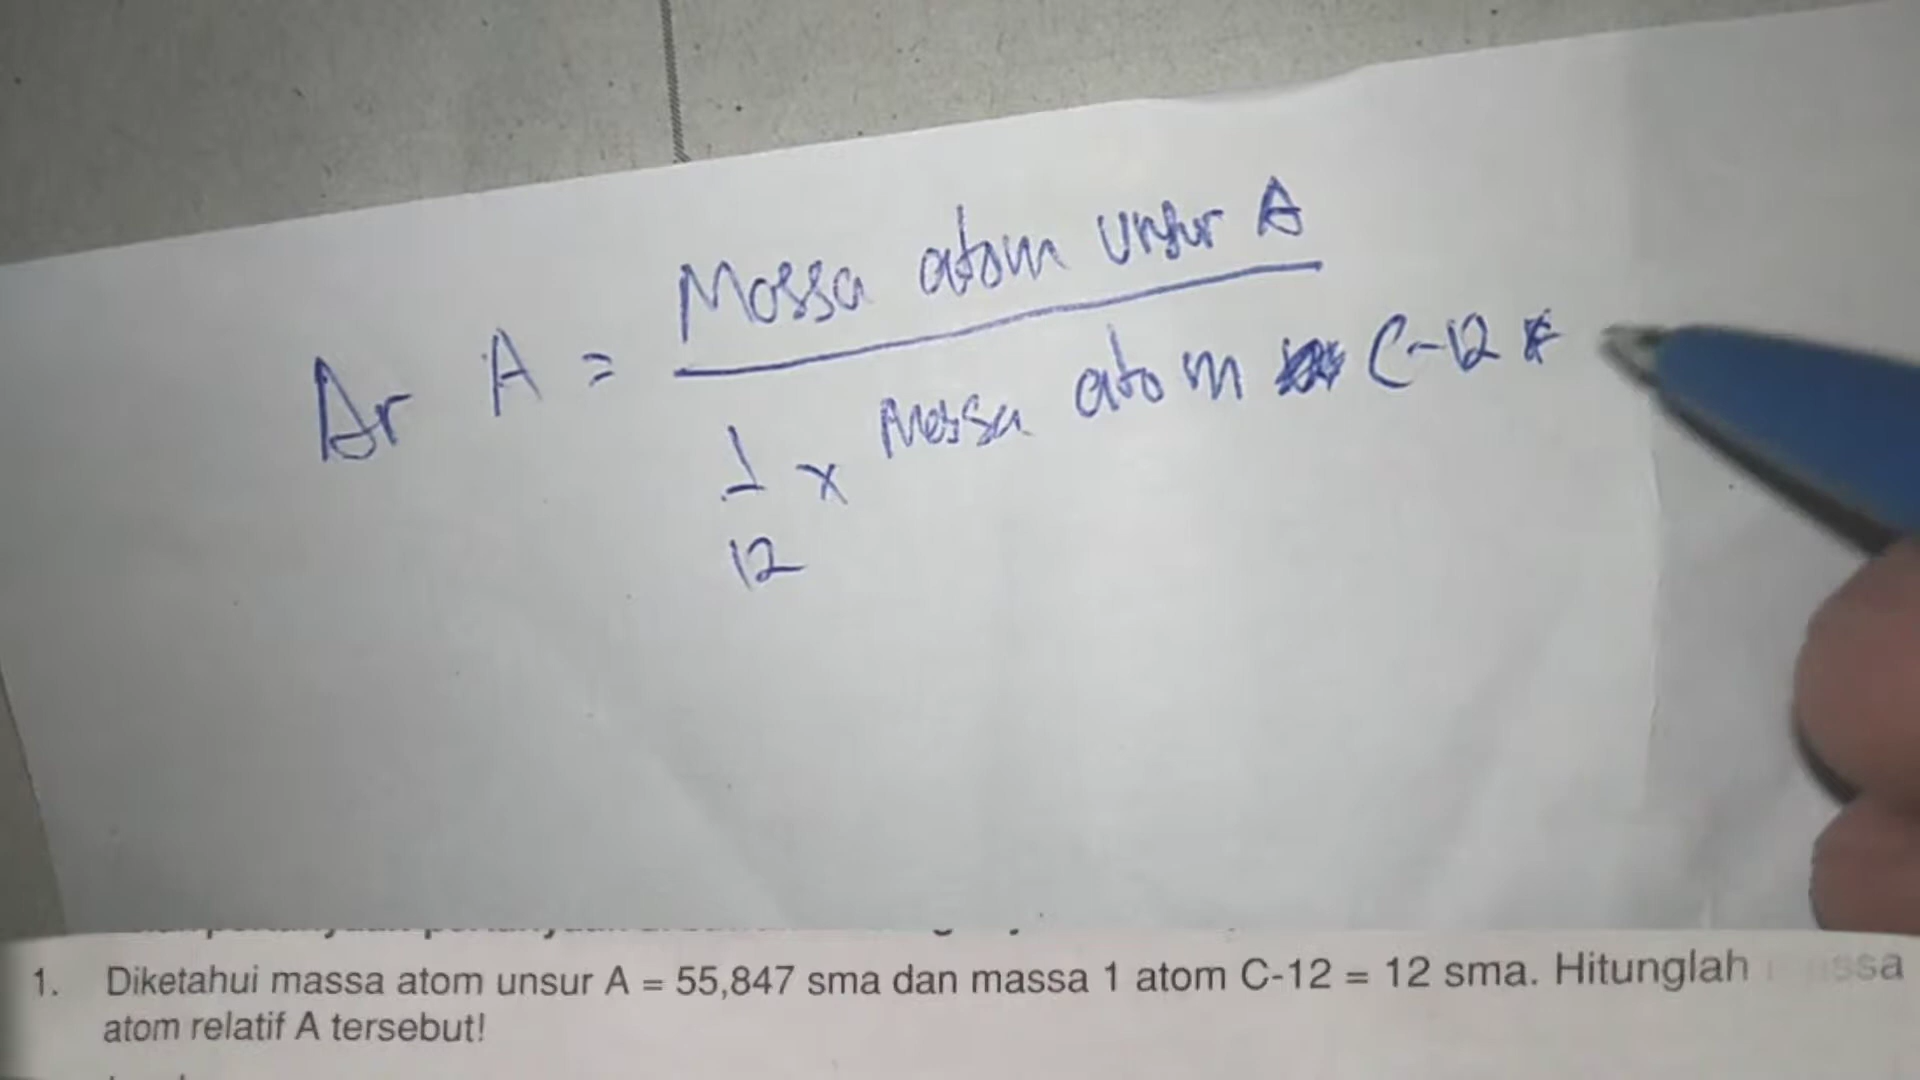 Massa atom unsur A
Ar A =
1 x Massa atom C-12
12
1. Diketahui massa atom unsur A = 55,847 sma dan massa 1 atom C-12 = 12 sma. Hitunglah massa
atom relatif A tersebut!